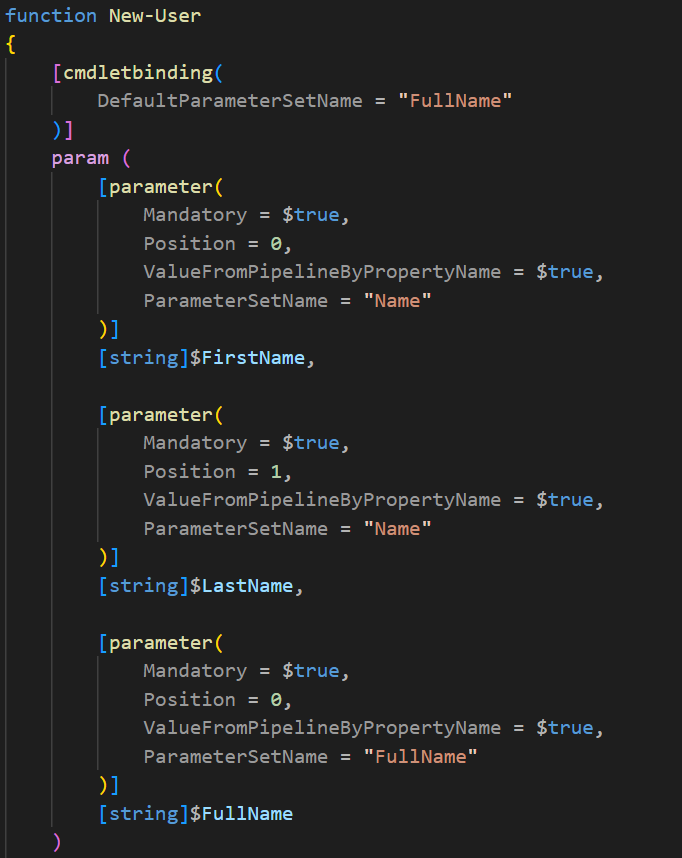 function New-User
{
    [cmdletbinding(
        DefaultParameterSetName = "FullName"
    )]
    param (
        [parameter(
            Mandatory = $true,
            Position = 0,
            ValueFromPipelineByPropertyName = $true,
            ParameterSetName = "Name"
        )]
        [string]$FirstName,

        [parameter(
            Mandatory = $true,
            Position = 1,
            ValueFromPipelineByPropertyName = $true,
            ParameterSetName = "Name"
        )]
        [string]$LastName,

        [parameter(
            Mandatory = $true,
            Position = 0,
            ValueFromPipelineByPropertyName = $true,
            ParameterSetName = "FullName"
        )]
        [string]$FullName
    )